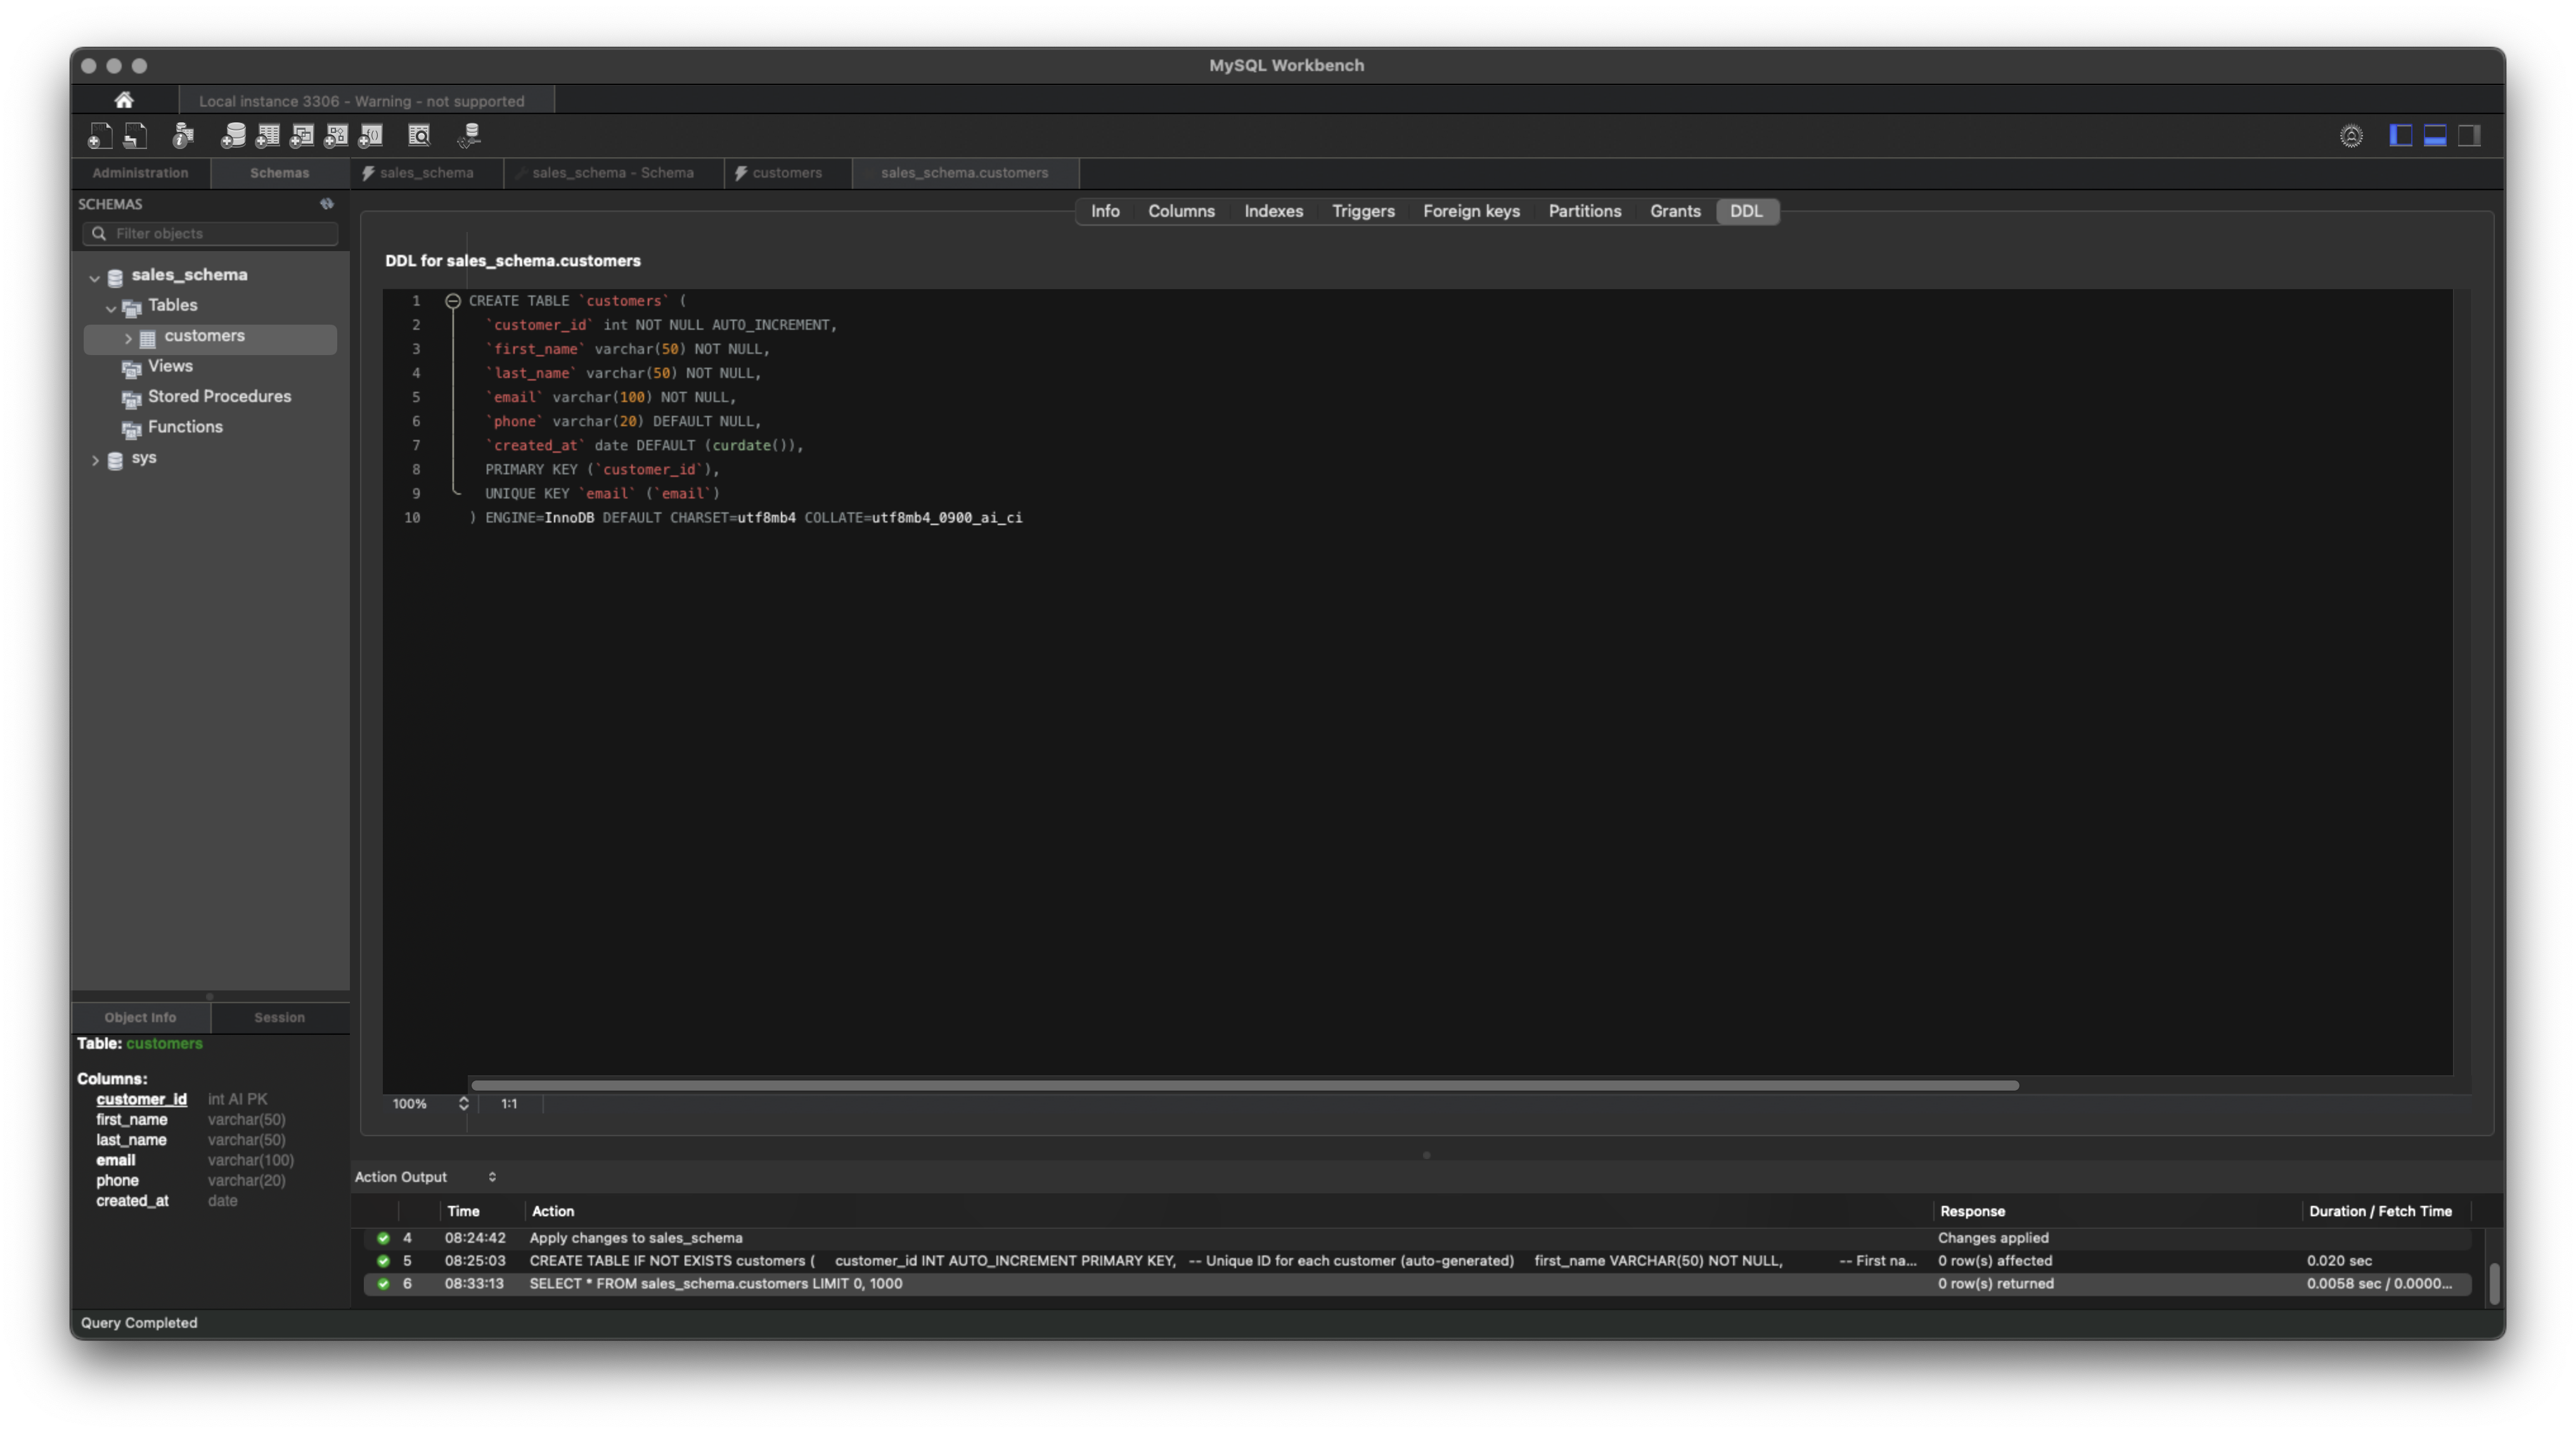 MySQL Workbench
Local instance 3306 - Warning - not supported
Administration
Schemas
sales_schema
sales_schema - Schema
customers
sales_schema.customers
SCHEMAS
Filter objects
sales_schema
Tables
customers
Views
Stored Procedures
Functions
sys
Info
Columns
Indexes
Triggers
Foreign keys
Partitions
Grants
DDL
DDL for sales_schema.customers
1 CREATE TABLE `customers` (
2 `customer_id` int NOT NULL AUTO_INCREMENT,
3 `first_name` varchar(50) NOT NULL,
4 `last_name` varchar(50) NOT NULL,
5 `email` varchar(100) NOT NULL,
6 `phone` varchar(20) DEFAULT NULL,
7 `created_at` date DEFAULT (curdate()),
8 PRIMARY KEY (`customer_id`),
9 UNIQUE KEY `email` (`email`)
10 ) ENGINE=InnoDB DEFAULT CHARSET=utf8mb4 COLLATE=utf8mb4_0900_ai_ci
100%
1:1
Object Info
Session
Table: customers
Columns:
customer_id int AI PK
first_name varchar(50)
last_name varchar(50)
email varchar(100)
phone varchar(20)
created_at date
Action Output
Time Action Response Duration / Fetch Time
4 08:24:42 Apply changes to sales_schema Changes applied
5 08:25:03 CREATE TABLE IF NOT EXISTS customers ( customer_id INT AUTO_INCREMENT PRIMARY KEY, -- Unique ID for each customer (auto-generated) first_name VARCHAR(50) NOT NULL, -- First na... 0 row(s) affected 0.020 sec
6 08:33:13 SELECT * FROM sales_schema.customers LIMIT 0, 1000 0 row(s) returned 0.0058 sec / 0.0000...
Query Completed